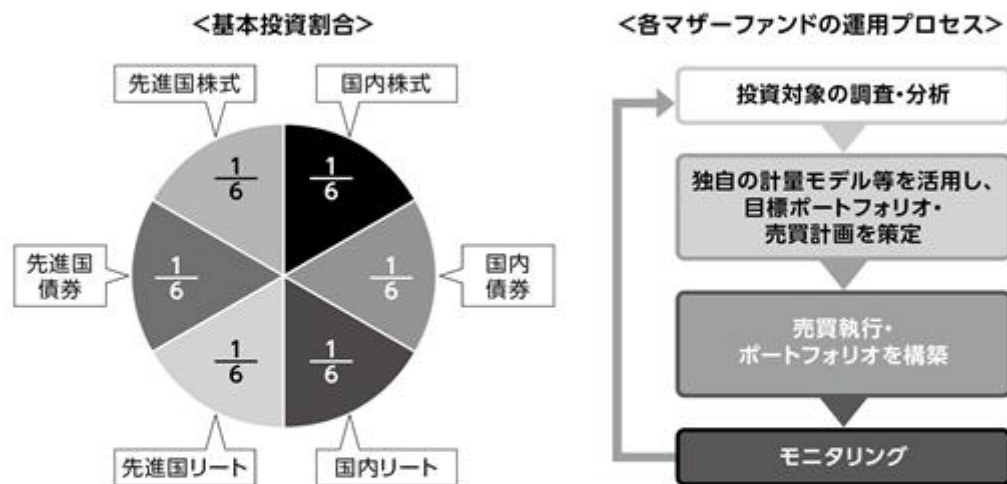 ＜基本投資割合＞
先進国株式
国内株式
1
6
1
6
先進国
債券
1
6
1
6
国内
債券
1
6
1
6
先進国リート
国内リート
＜各マザーファンドの運用プロセス＞
投資対象の調査・分析
独自の計量モデル等を活用し、
目標ポートフォリオ・
売買計画を策定
売買執行・
ポートフォリオを構築
モニタリング